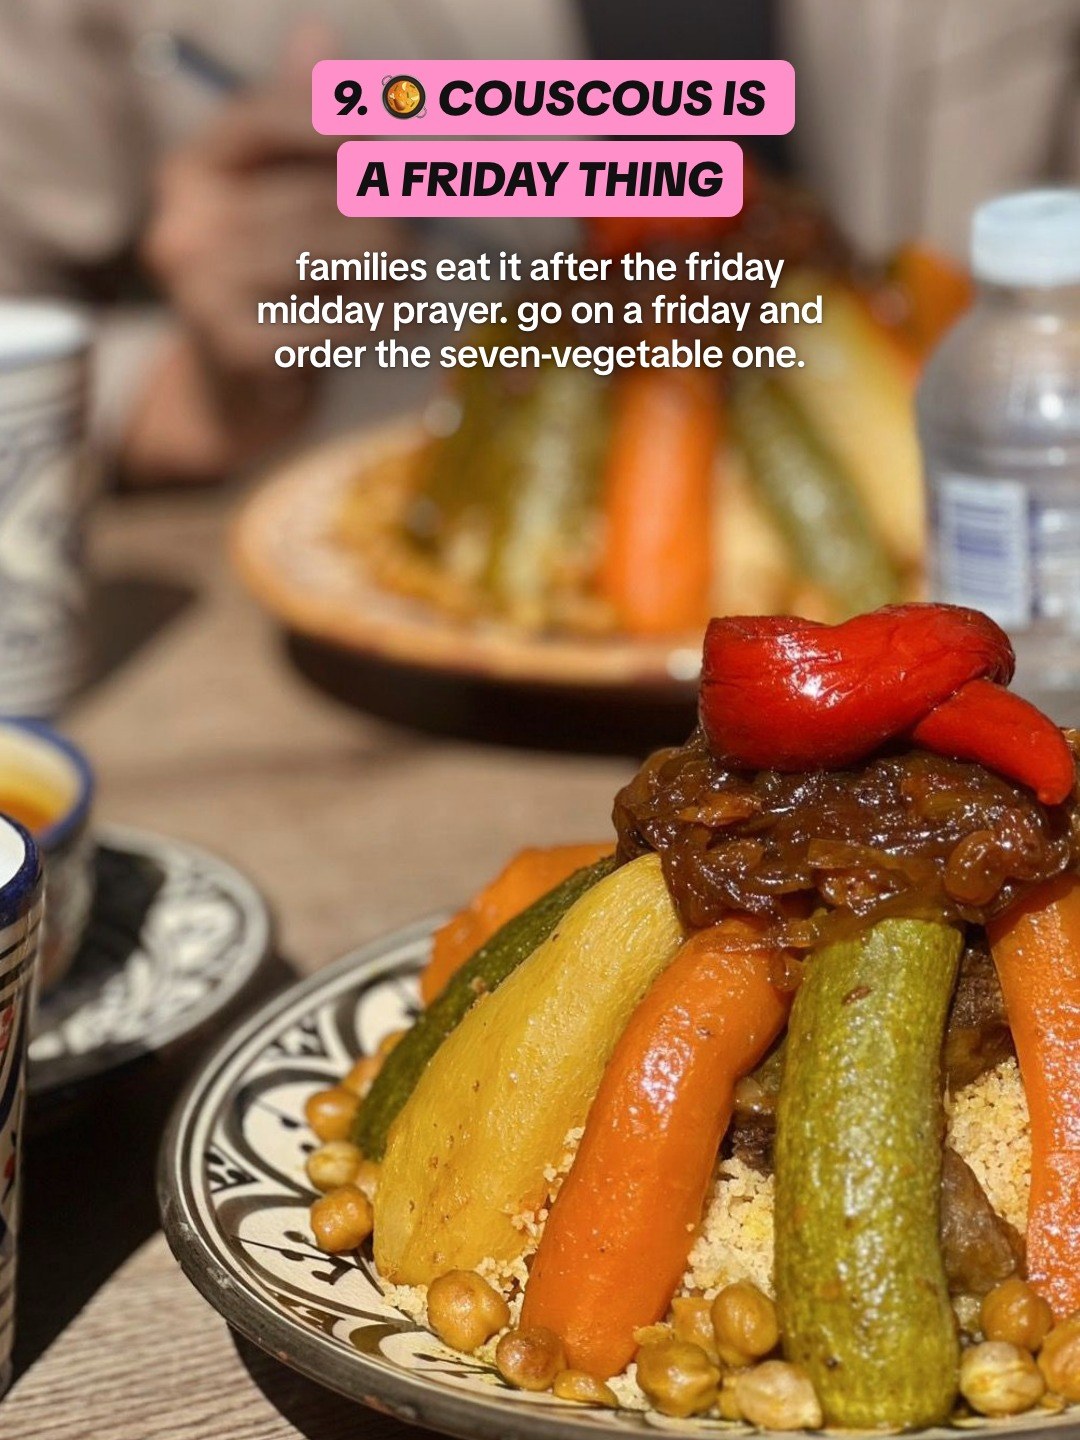 9. 🥘 COUSCOUS IS
A FRIDAY THING
families eat it after the friday
midday prayer. go on a friday and
order the seven-vegetable one.